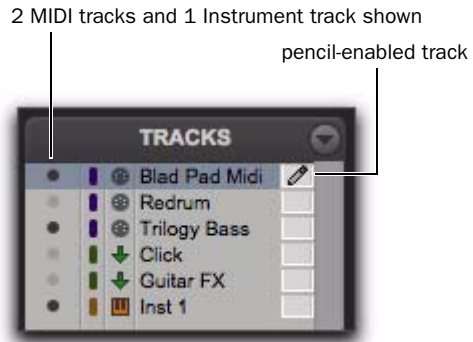 2 MIDI tracks and 1 Instrument track shown
pencil-enabled track
TRACKS
Blad Pad Midi
Redrum
Trilogy Bass
Click
Guitar FX
Inst 1